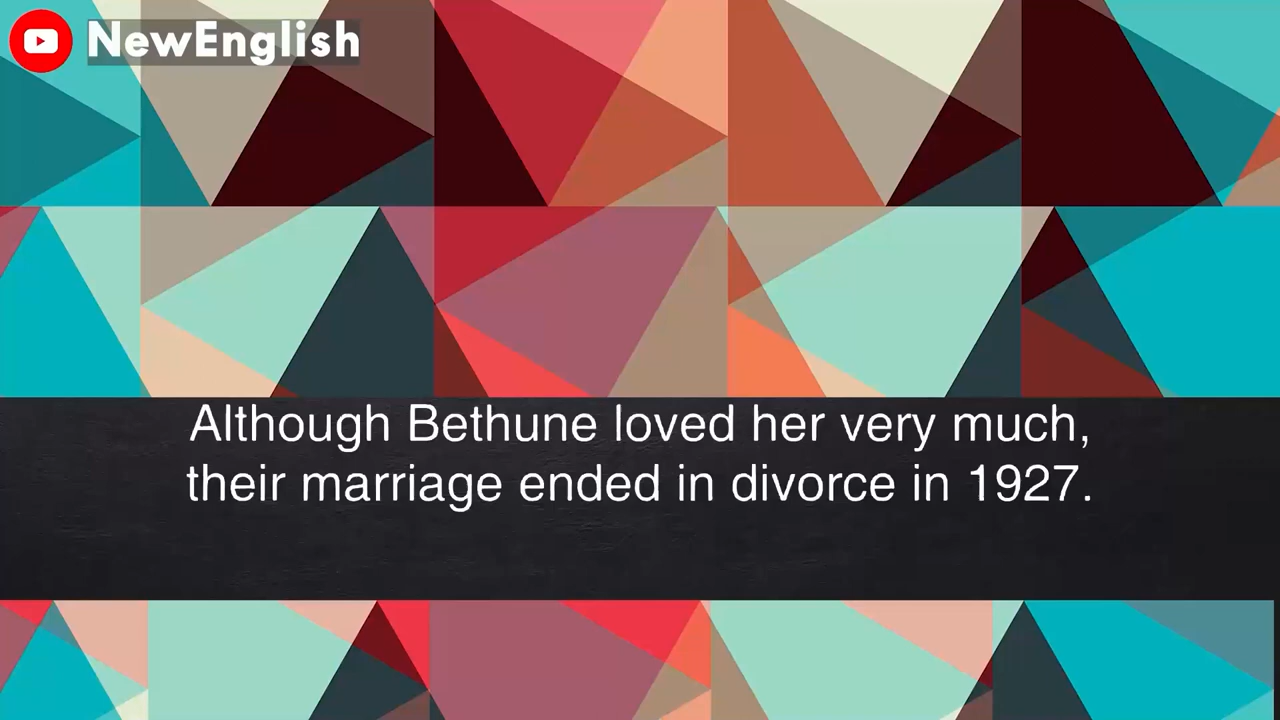 NewEnglish
Although Bethune loved her very much,
their marriage ended in divorce in 1927.